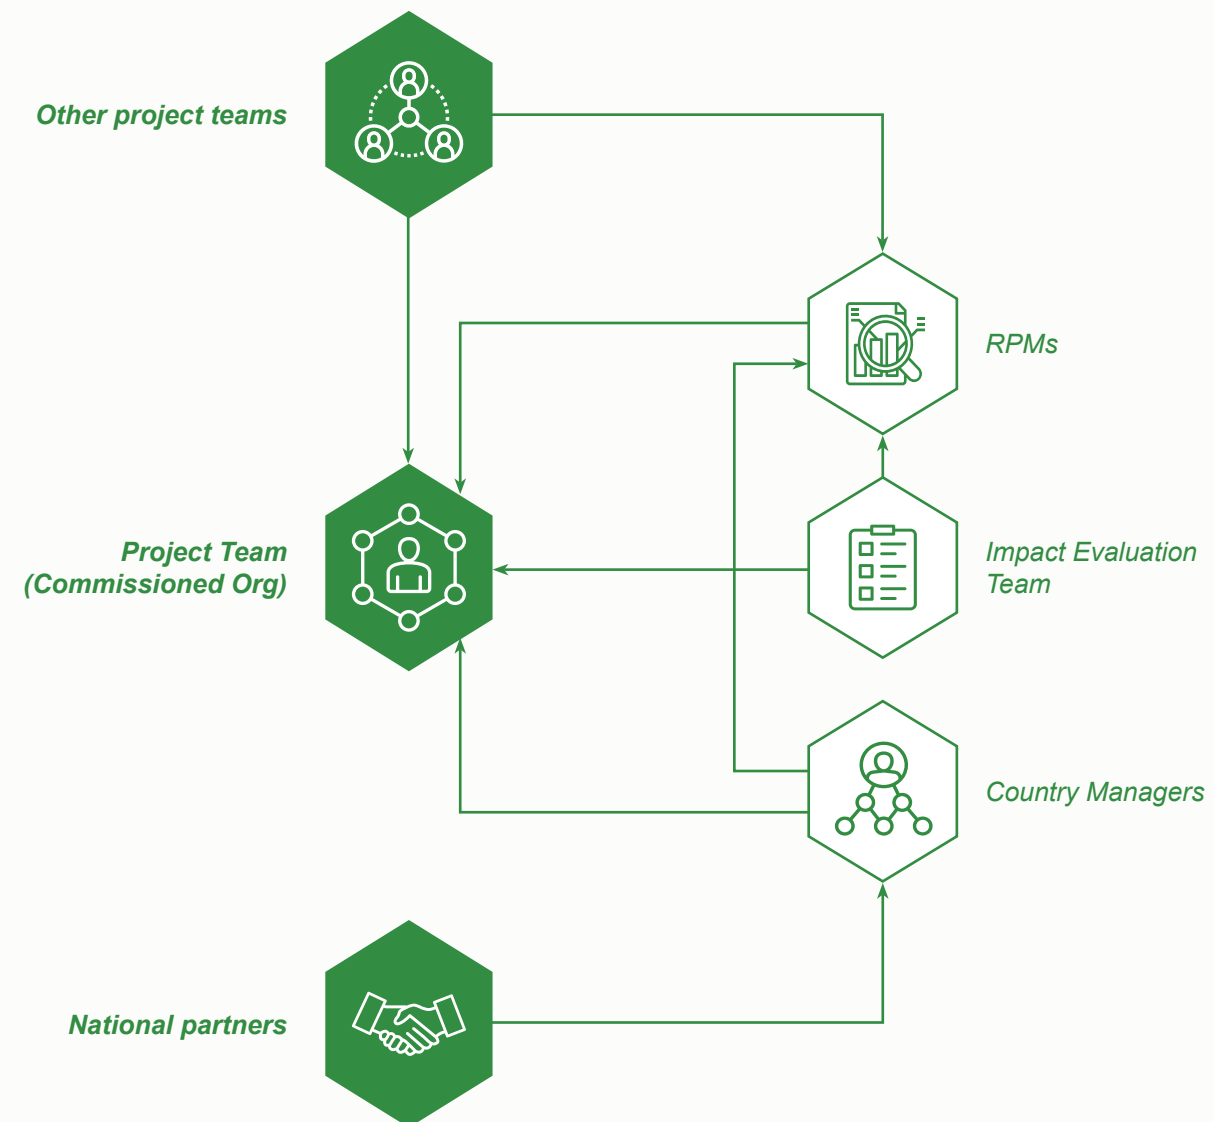 Other project teams
RPMs
Project Team
(Commissioned Org)
Impact Evaluation
Team
Country Managers
National partners